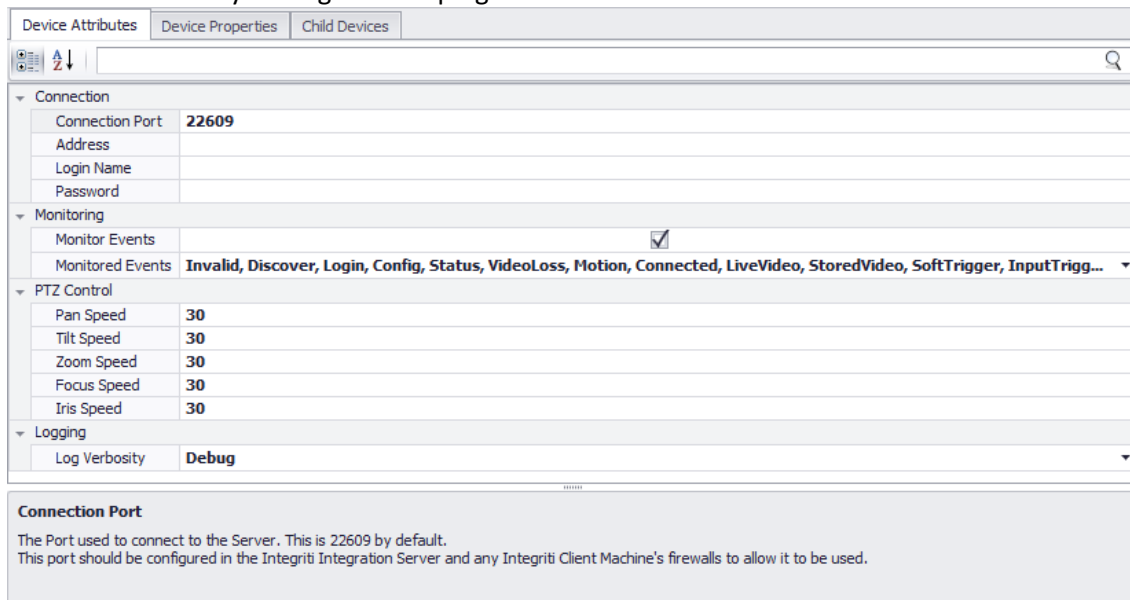 Device Attributes Device Properties Child Devices
Connection
Connection Port 22609
Address
Login Name
Password
Monitoring
Monitor Events
Monitored Events Invalid, Discover, Login, Config, Status, VideoLoss, Motion, Connected, LiveVideo, StoredVideo, SoftTrigger, InputTrigg...
PTZ Control
Pan Speed 30
Tilt Speed 30
Zoom Speed 30
Focus Speed 30
Iris Speed 30
Logging
Log Verbosity Debug
Connection Port
The Port used to connect to the Server. This is 22609 by default.
This port should be configured in the Integriti Integration Server and any Integriti Client Machine's firewalls to allow it to be used.